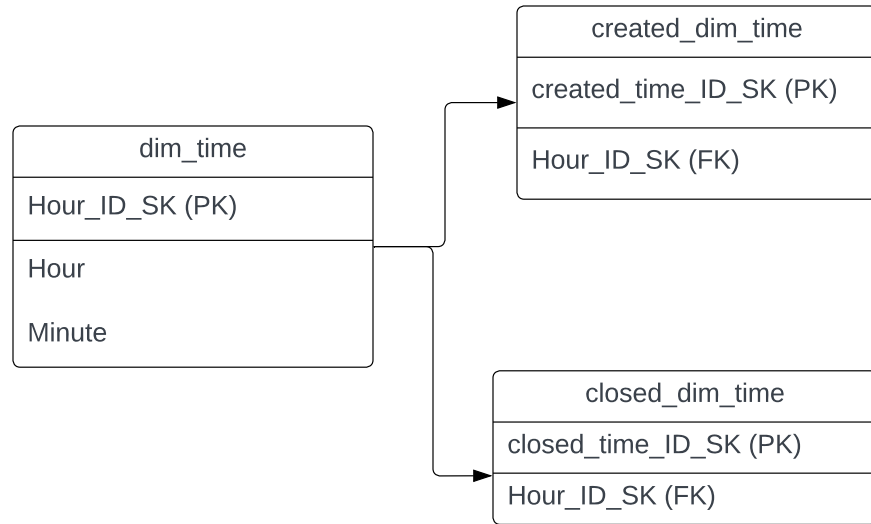 dim_time
Hour_ID_SK (PK)
Hour
Minute
created_dim_time
created_time_ID_SK (PK)
Hour_ID_SK (FK)
closed_dim_time
closed_time_ID_SK (PK)
Hour_ID_SK (FK)